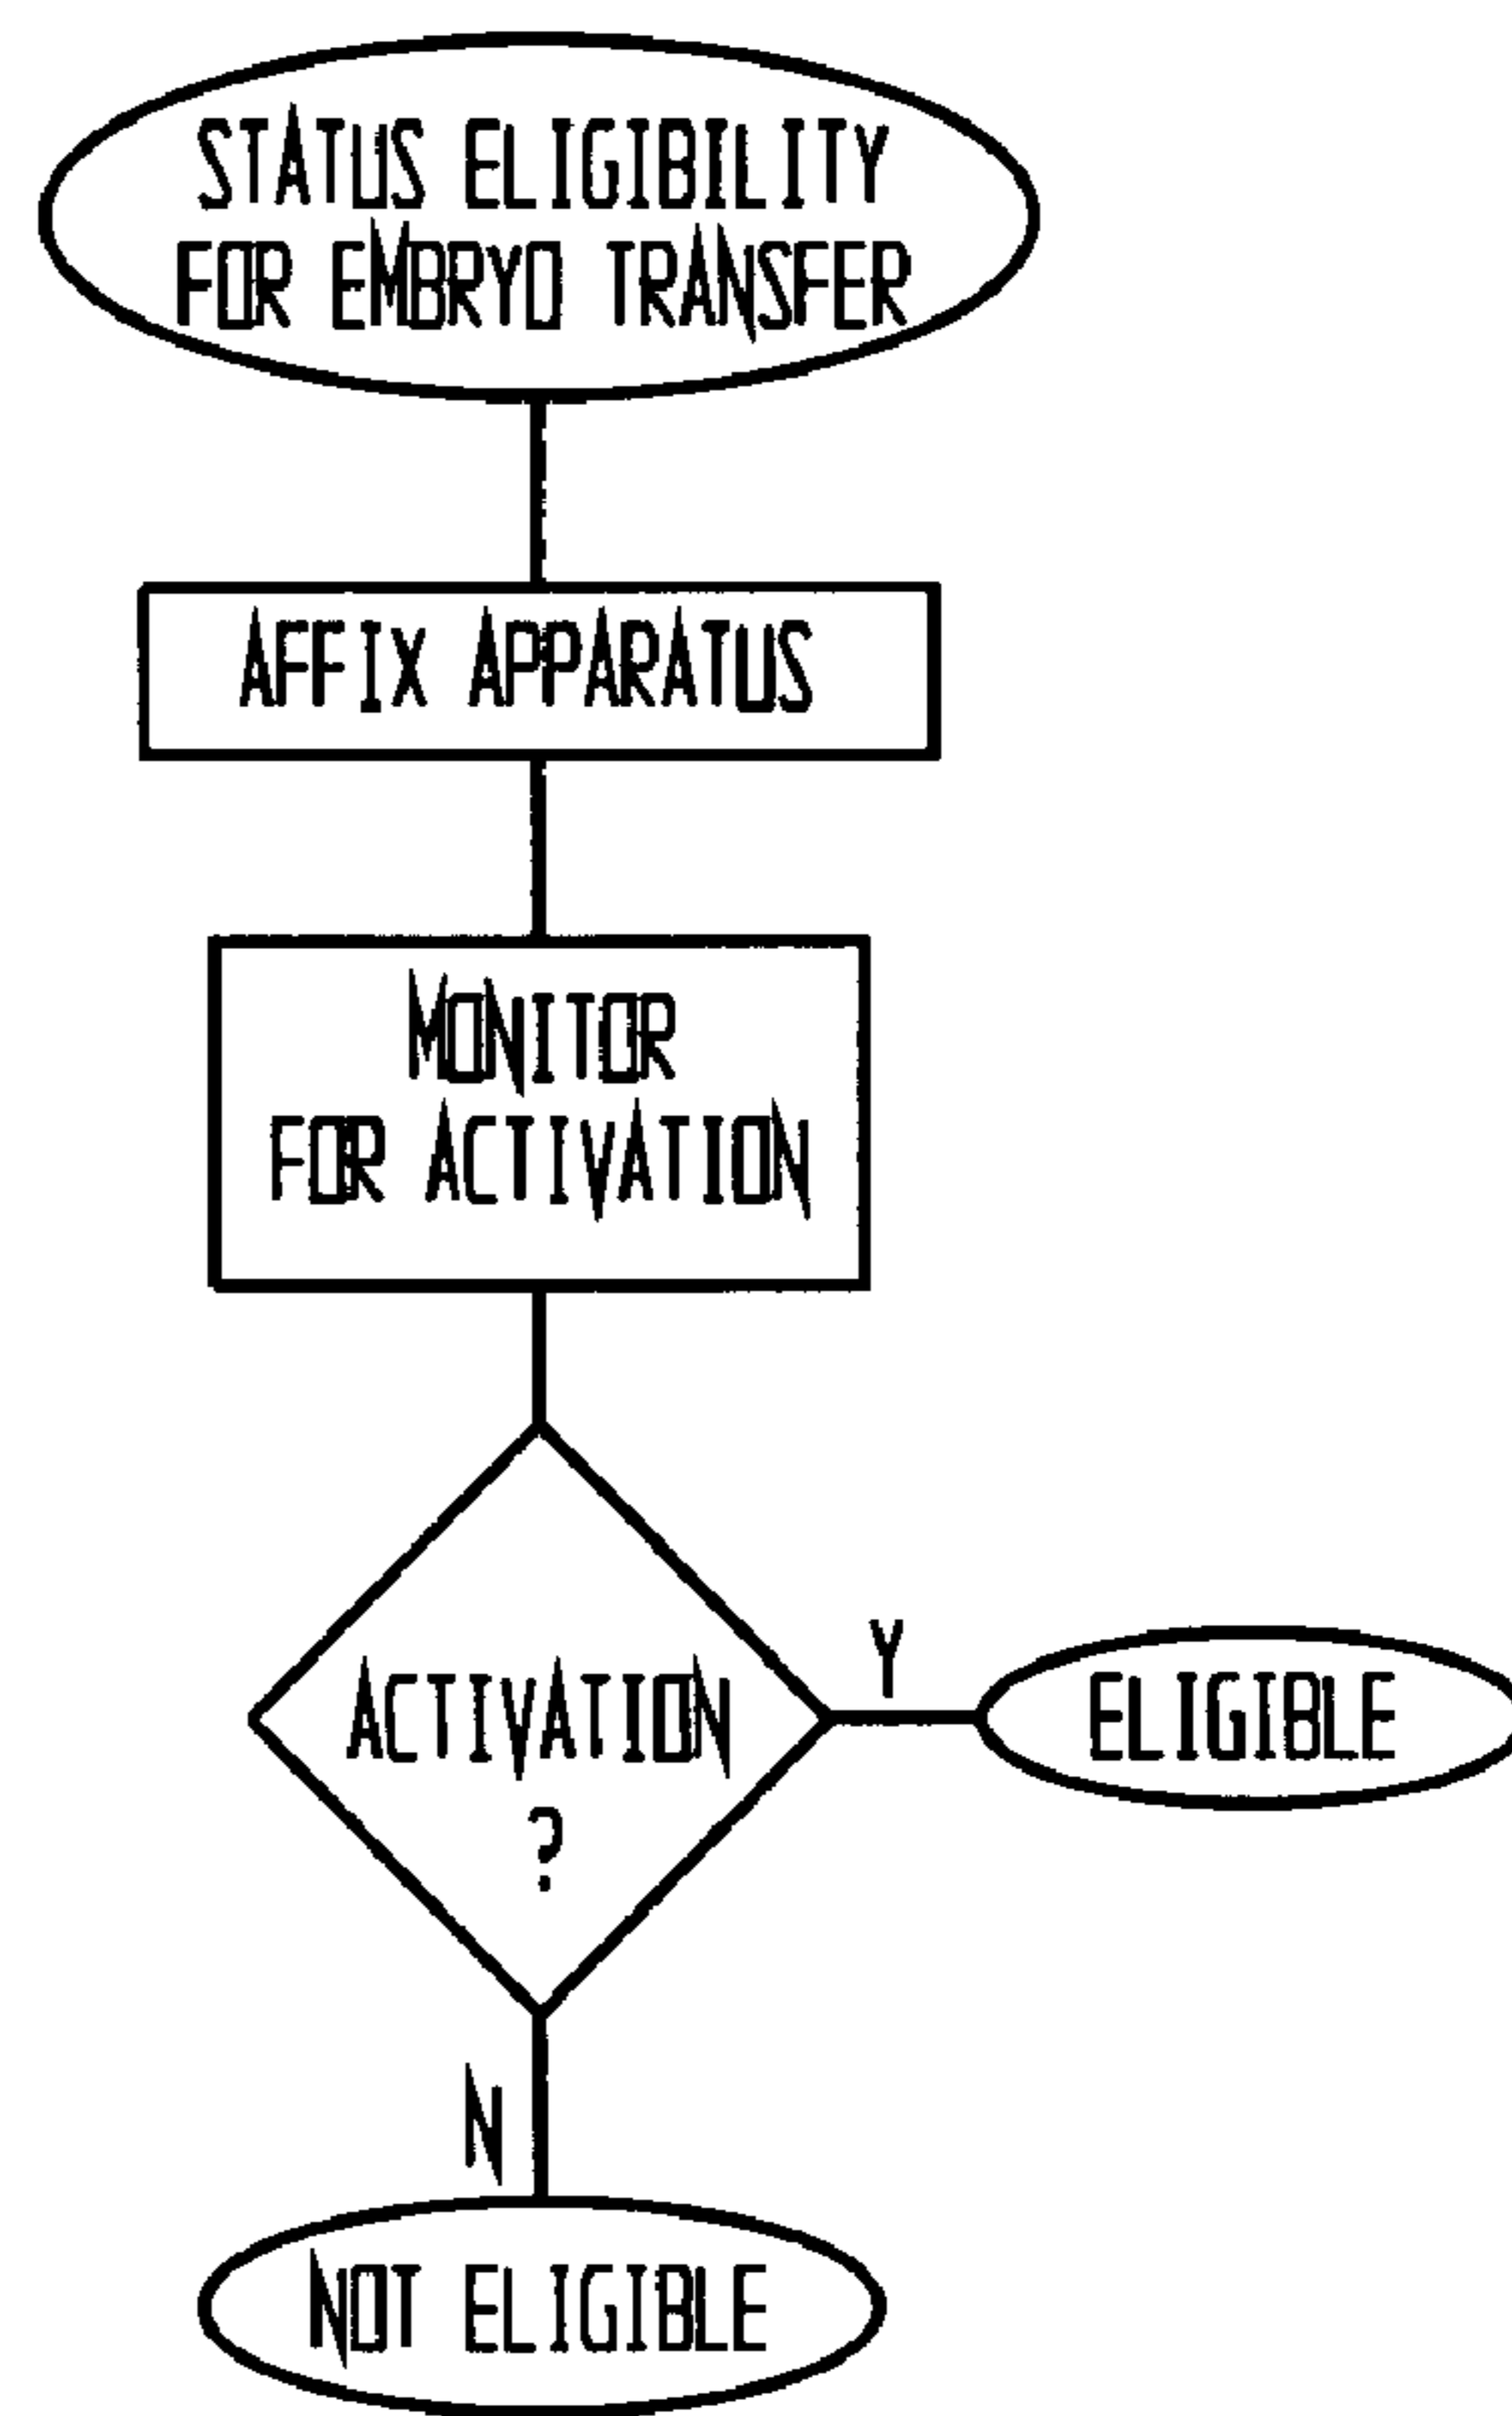 STATUS ELIGIBILITY
FOR EMBRYO TRANSFER
AFFIX APPARATUS
MONITOR
FOR ACTIVATION
ACTIVATION
?
Y
ELIGIBLE
N
NOT ELIGIBLE